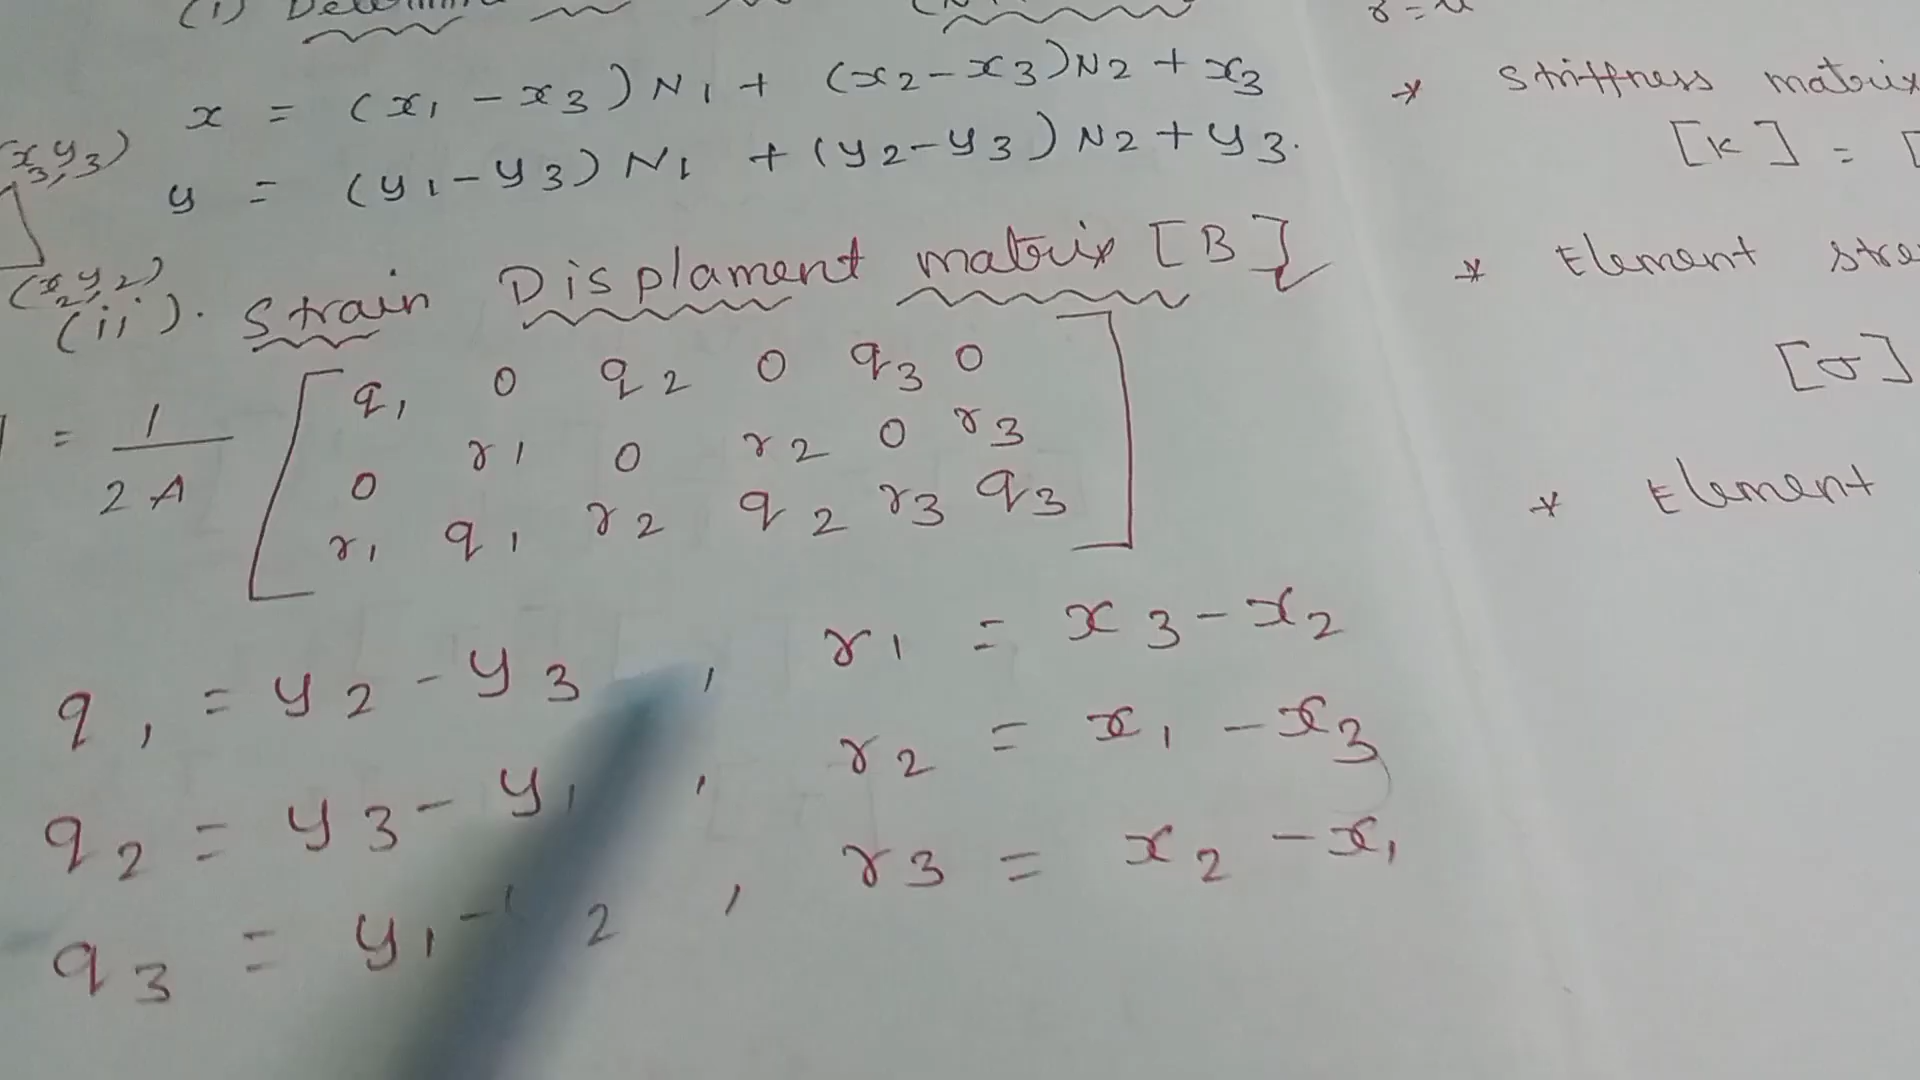 (i)
x = (x1 - x3) N1 + (x2 - x3) N2 + x3
(x3, y3)
y = (y1 - y3) N1 + (y2 - y3) N2 + y3.
(x2, y2)
(ii). Strain Displament matrix [B]
= 1/2A [q1 0 q2 0 q3 0
0 r1 0 r2 0 r3
r1 q1 r2 q2 r3 q3]
q1 = y2 - y3 , r1 = x3 - x2
q2 = y3 - y1 , r2 = x1 - x3
q3 = y1 - 2 , r3 = x2 - x1
* Stiffness matrix
[K] = [
* Element
[σ]
* Element